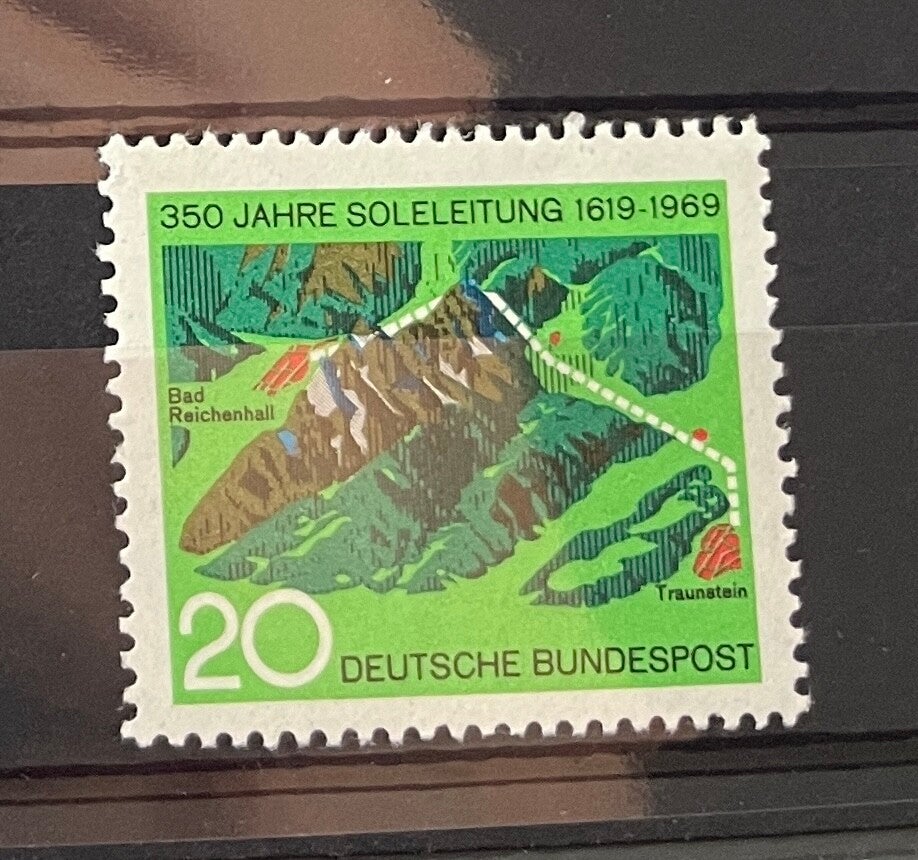 350 JAHRE SOLELEITUNG 1619-1969
Bad
Reichenhall
Traunstein
20 DEUTSCHE BUNDESPOST